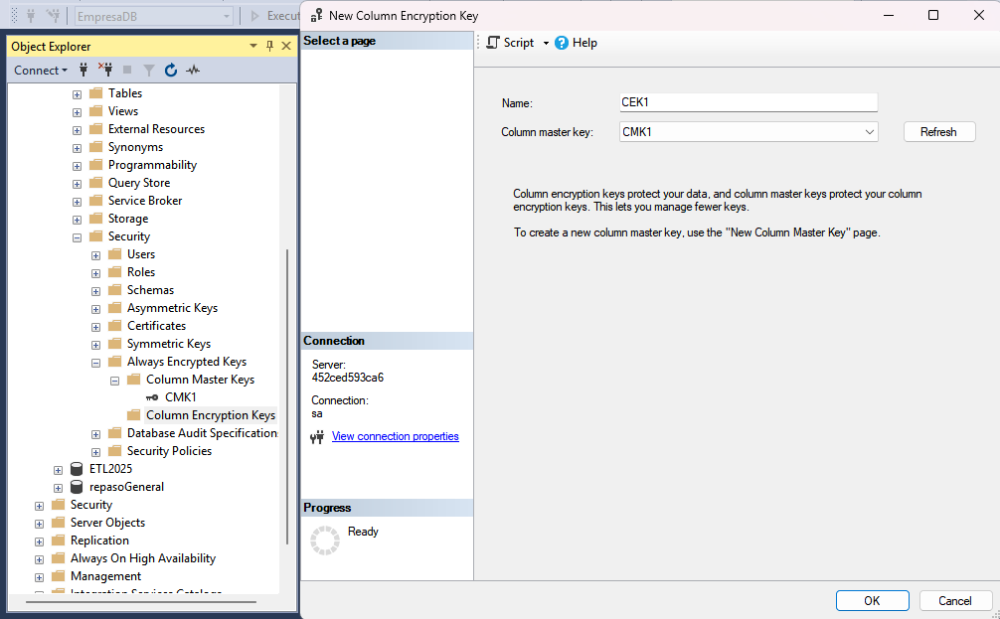 EmpresaDB
Execut
New Column Encryption Key
Object Explorer
Connect
Tables
Views
External Resources
Synonyms
Programmability
Query Store
Service Broker
Storage
Security
Users
Roles
Schemas
Asymmetric Keys
Certificates
Symmetric Keys
Always Encrypted Keys
Column Master Keys
CMK1
Column Encryption Keys
Database Audit Specification
Security Policies
ETL2025
repasoGeneral
Security
Server Objects
Replication
Always On High Availability
Management
Integration Services Catalogs
Select a page
Connection
Server:
452ced593ca6
Connection:
sa
View connection properties
Progress
Ready
Script
Help
Name:
CEK1
Column master key:
CMK1
Refresh
Column encryption keys protect your data, and column master keys protect your column
encryption keys. This lets you manage fewer keys.
To create a new column master key, use the "New Column Master Key" page.
OK
Cancel